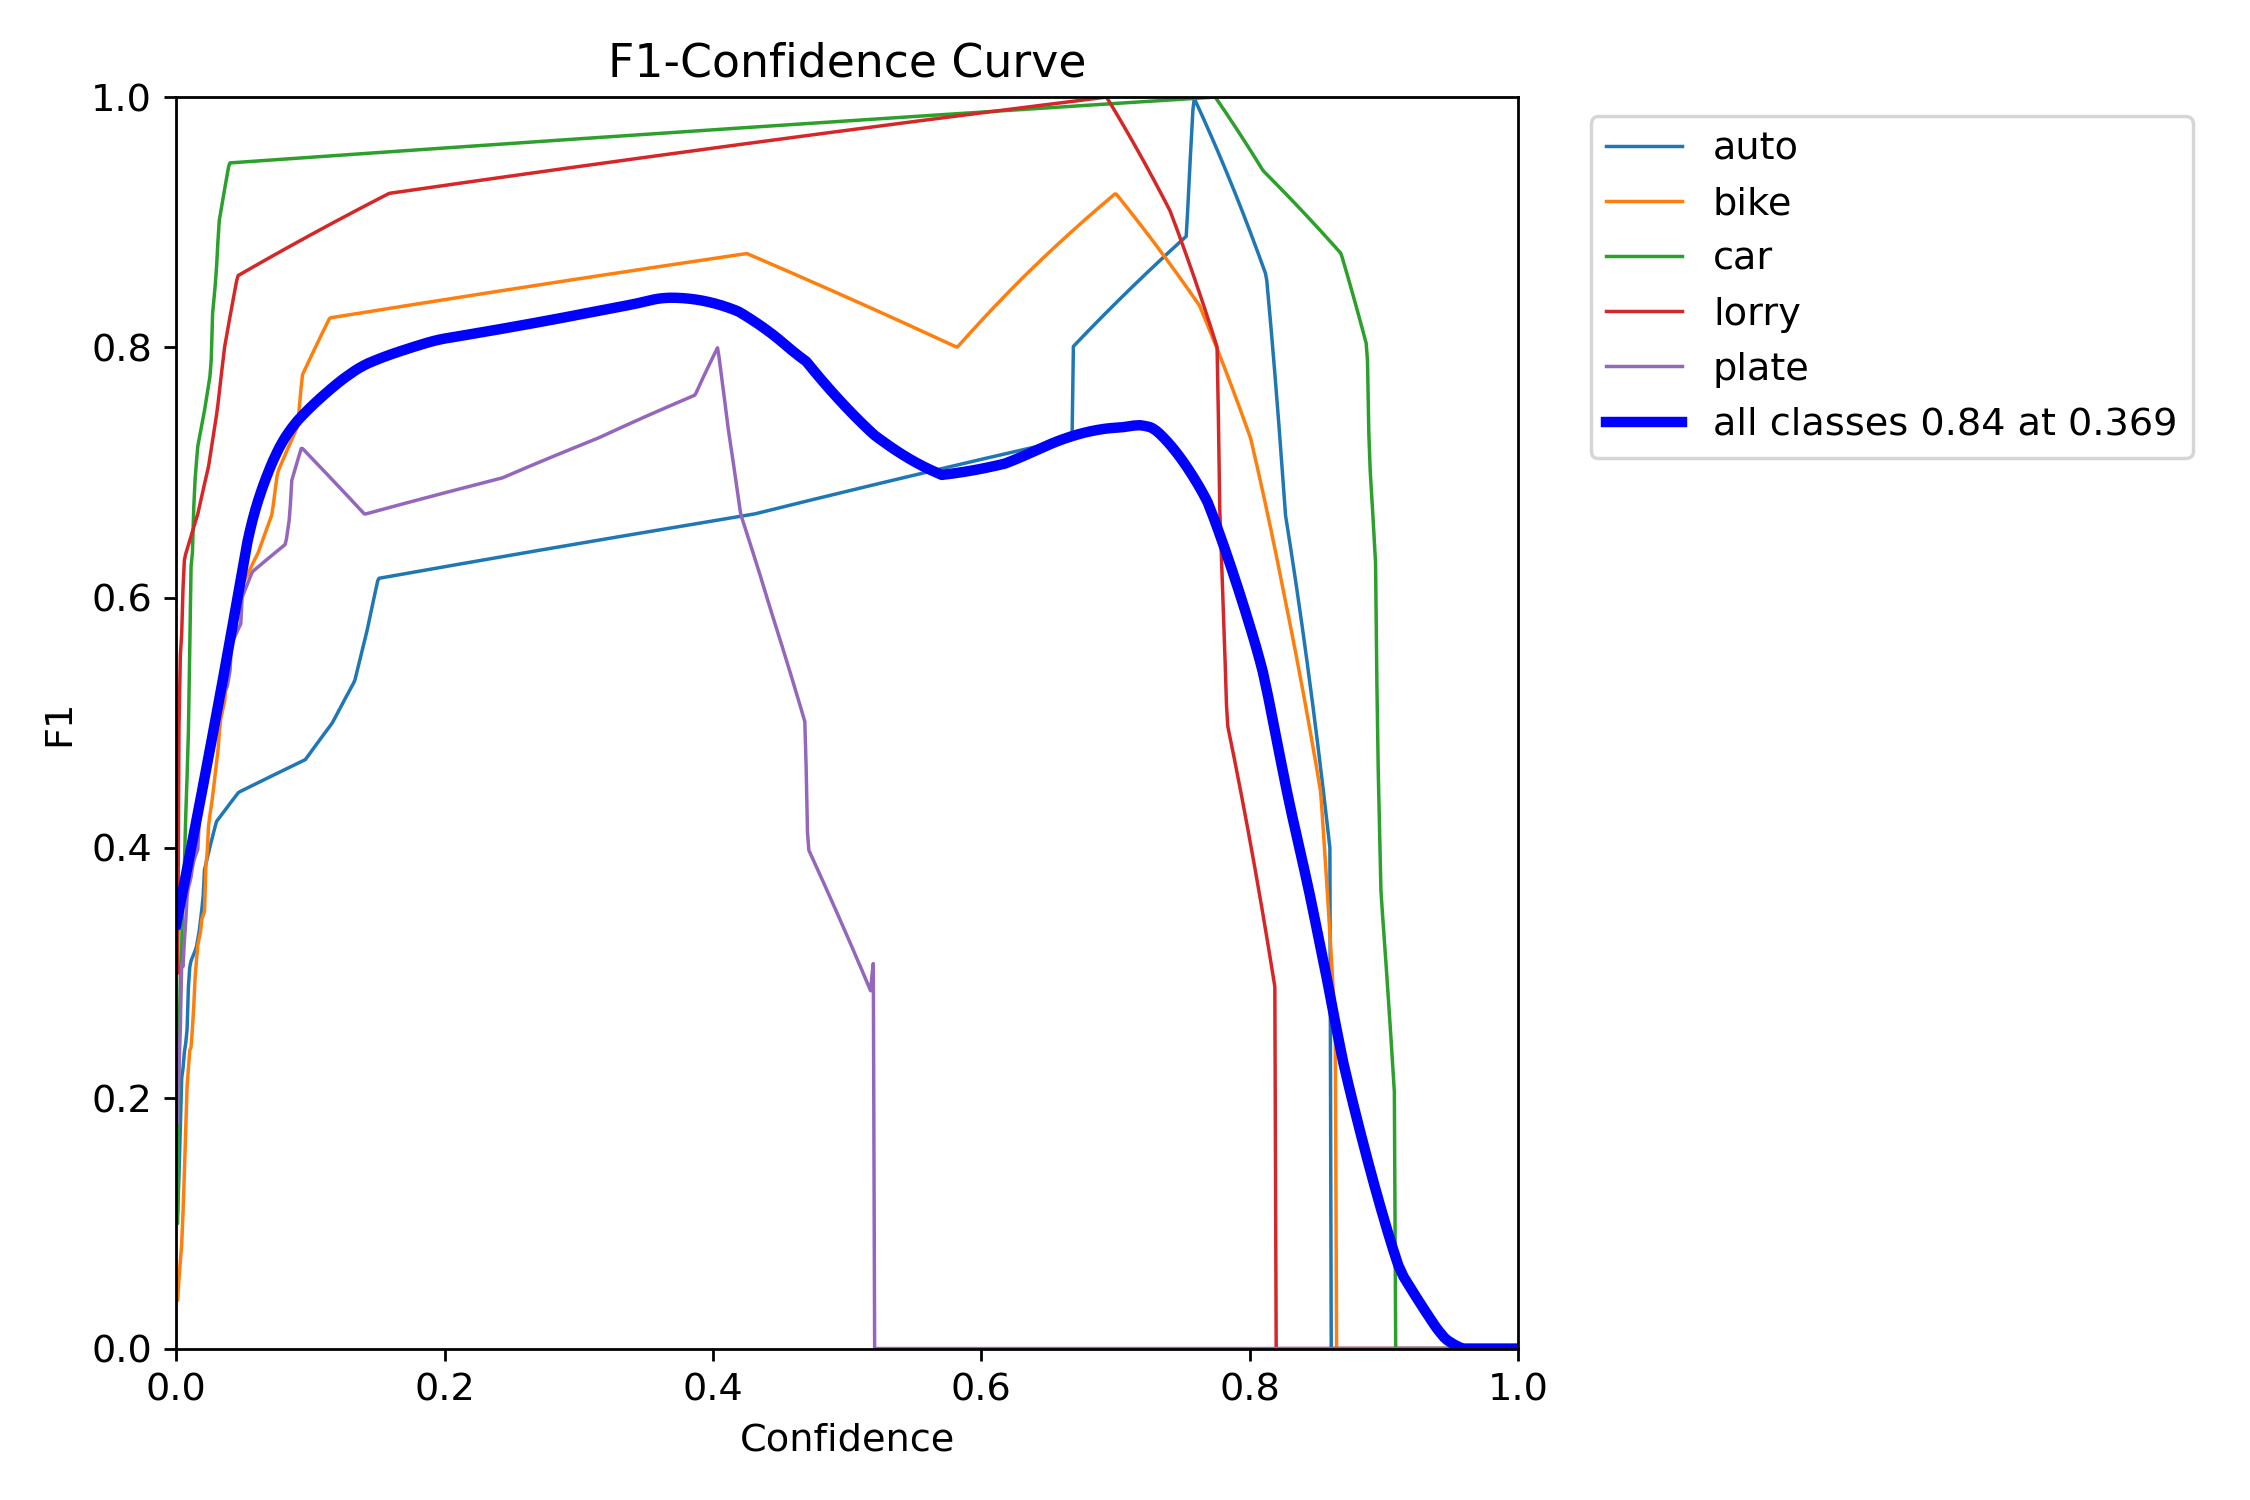 F1-Confidence Curve
1.0
0.8
0.6
0.4
0.2
0.0
F1
0.0 0.2 0.4 0.6 0.8 1.0
Confidence
auto
bike
car
lorry
plate
all classes 0.84 at 0.369